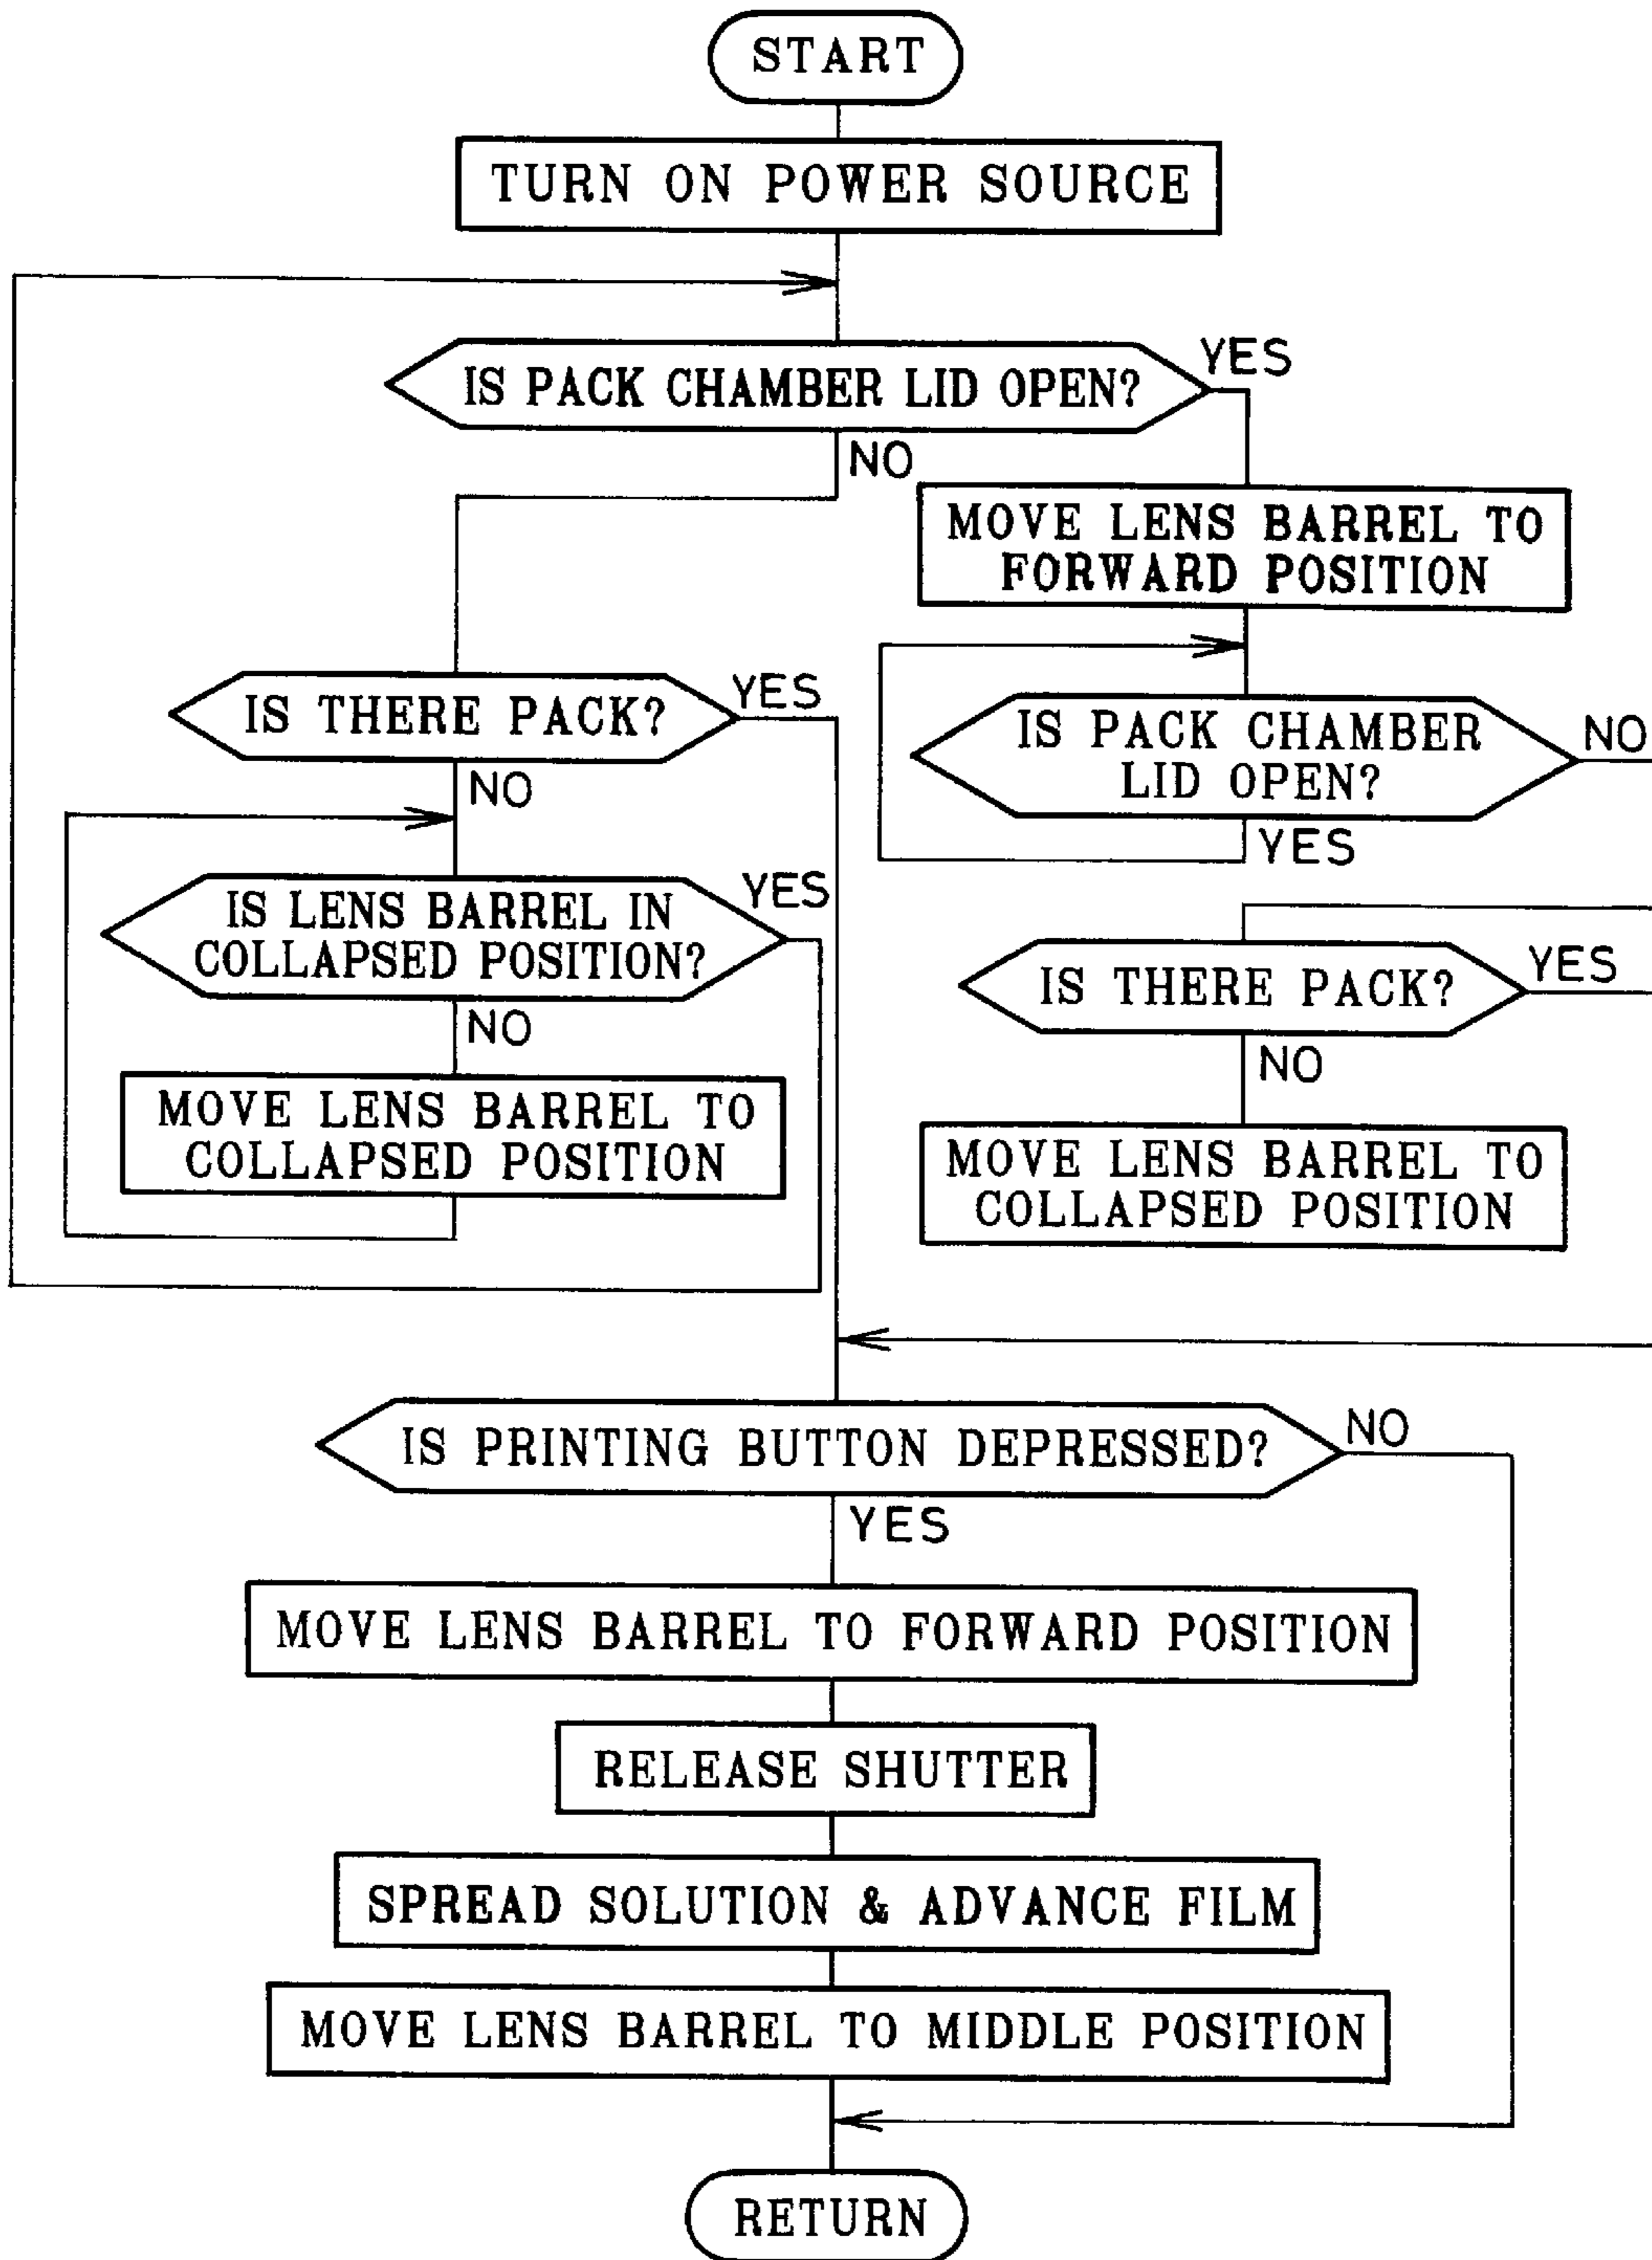 START
TURN ON POWER SOURCE
IS PACK CHAMBER LID OPEN?
YES
NO
MOVE LENS BARREL TO
FORWARD POSITION
IS THERE PACK?
YES
NO
IS PACK CHAMBER
LID OPEN?
NO
YES
IS LENS BARREL IN
COLLAPSED POSITION?
YES
NO
IS THERE PACK?
YES
NO
MOVE LENS BARREL TO
COLLAPSED POSITION
MOVE LENS BARREL TO
COLLAPSED POSITION
IS PRINTING BUTTON DEPRESSED?
NO
YES
MOVE LENS BARREL TO FORWARD POSITION
RELEASE SHUTTER
SPREAD SOLUTION & ADVANCE FILM
MOVE LENS BARREL TO MIDDLE POSITION
RETURN